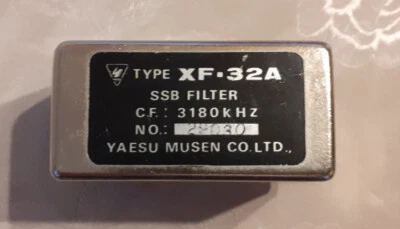 TYPE XF-32A
SSB FILTER
C.F.: 3180kHz
NO.:
YAESU MUSEN CO.LTD.,